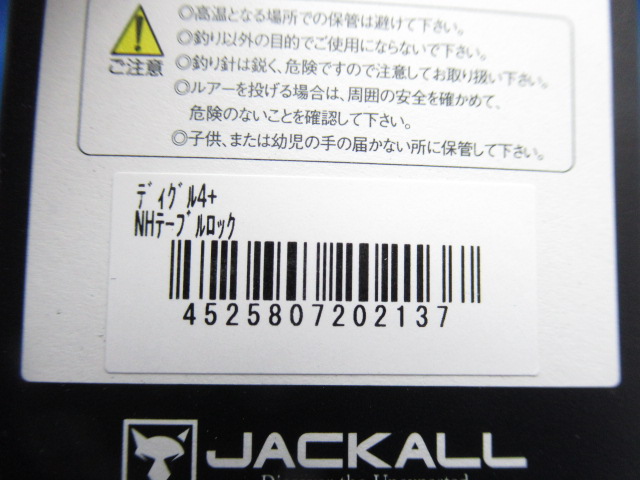 ◎高温となる場所での保管は避けて下さい。
◎釣り以外の目的でご使用にならないで下さい。
◎釣り針は鋭く、危険ですので注意してお取り扱い下さい。
◎ルアーを投げる場合は、周囲の安全を確かめて、
危険のないことを確認して下さい。
◎子供、または幼児の手の届かない所に保管して下さい。
ご注意
ﾃﾞｨｸﾞﾙ4+
NHﾃｰﾌﾞﾙﾛｯｸ
4525807202137
JACKALL
Discover the Unexpected